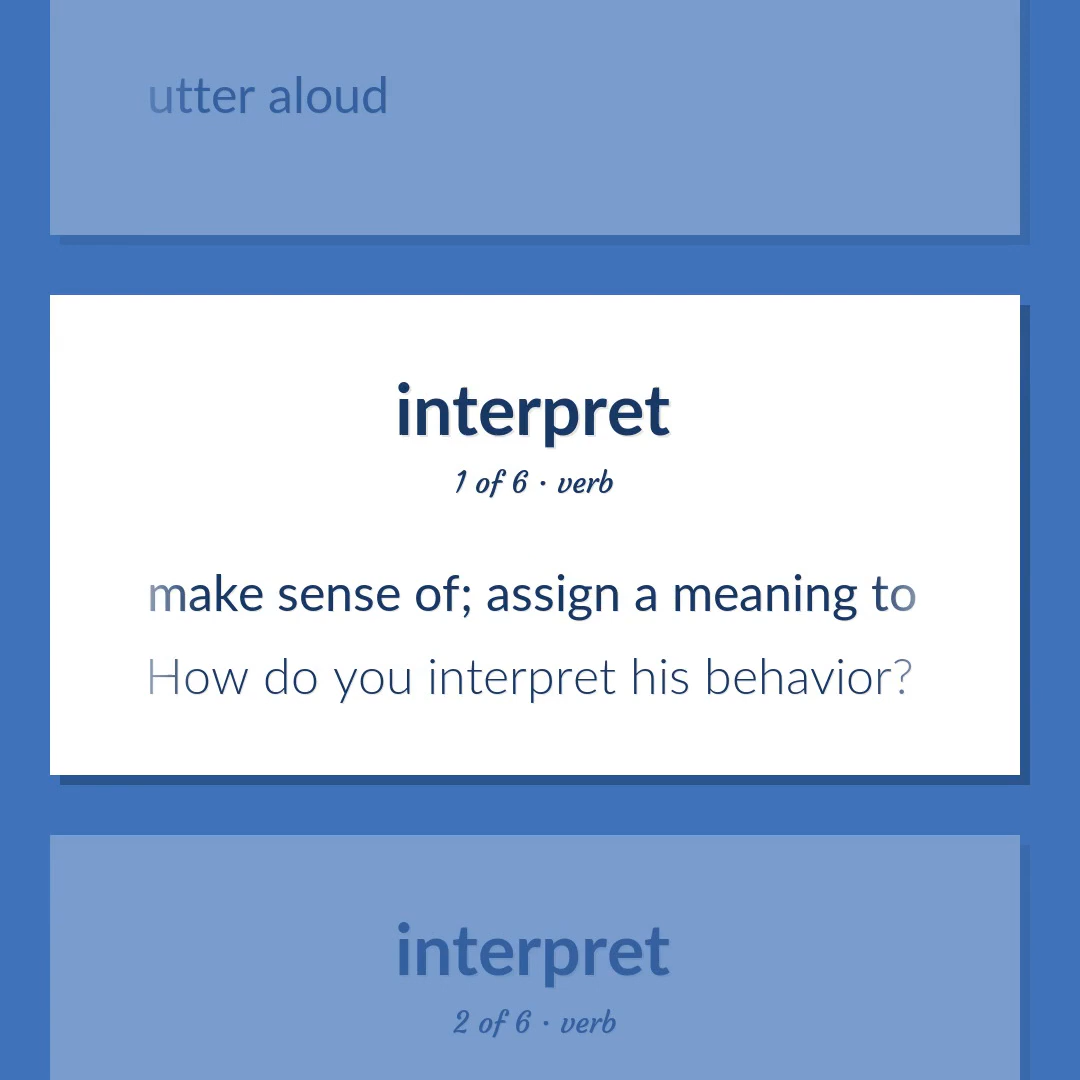 utter aloud
interpret
1 of 6 · verb
make sense of; assign a meaning to
How do you interpret his behavior?
interpret
2 of 6 · verb